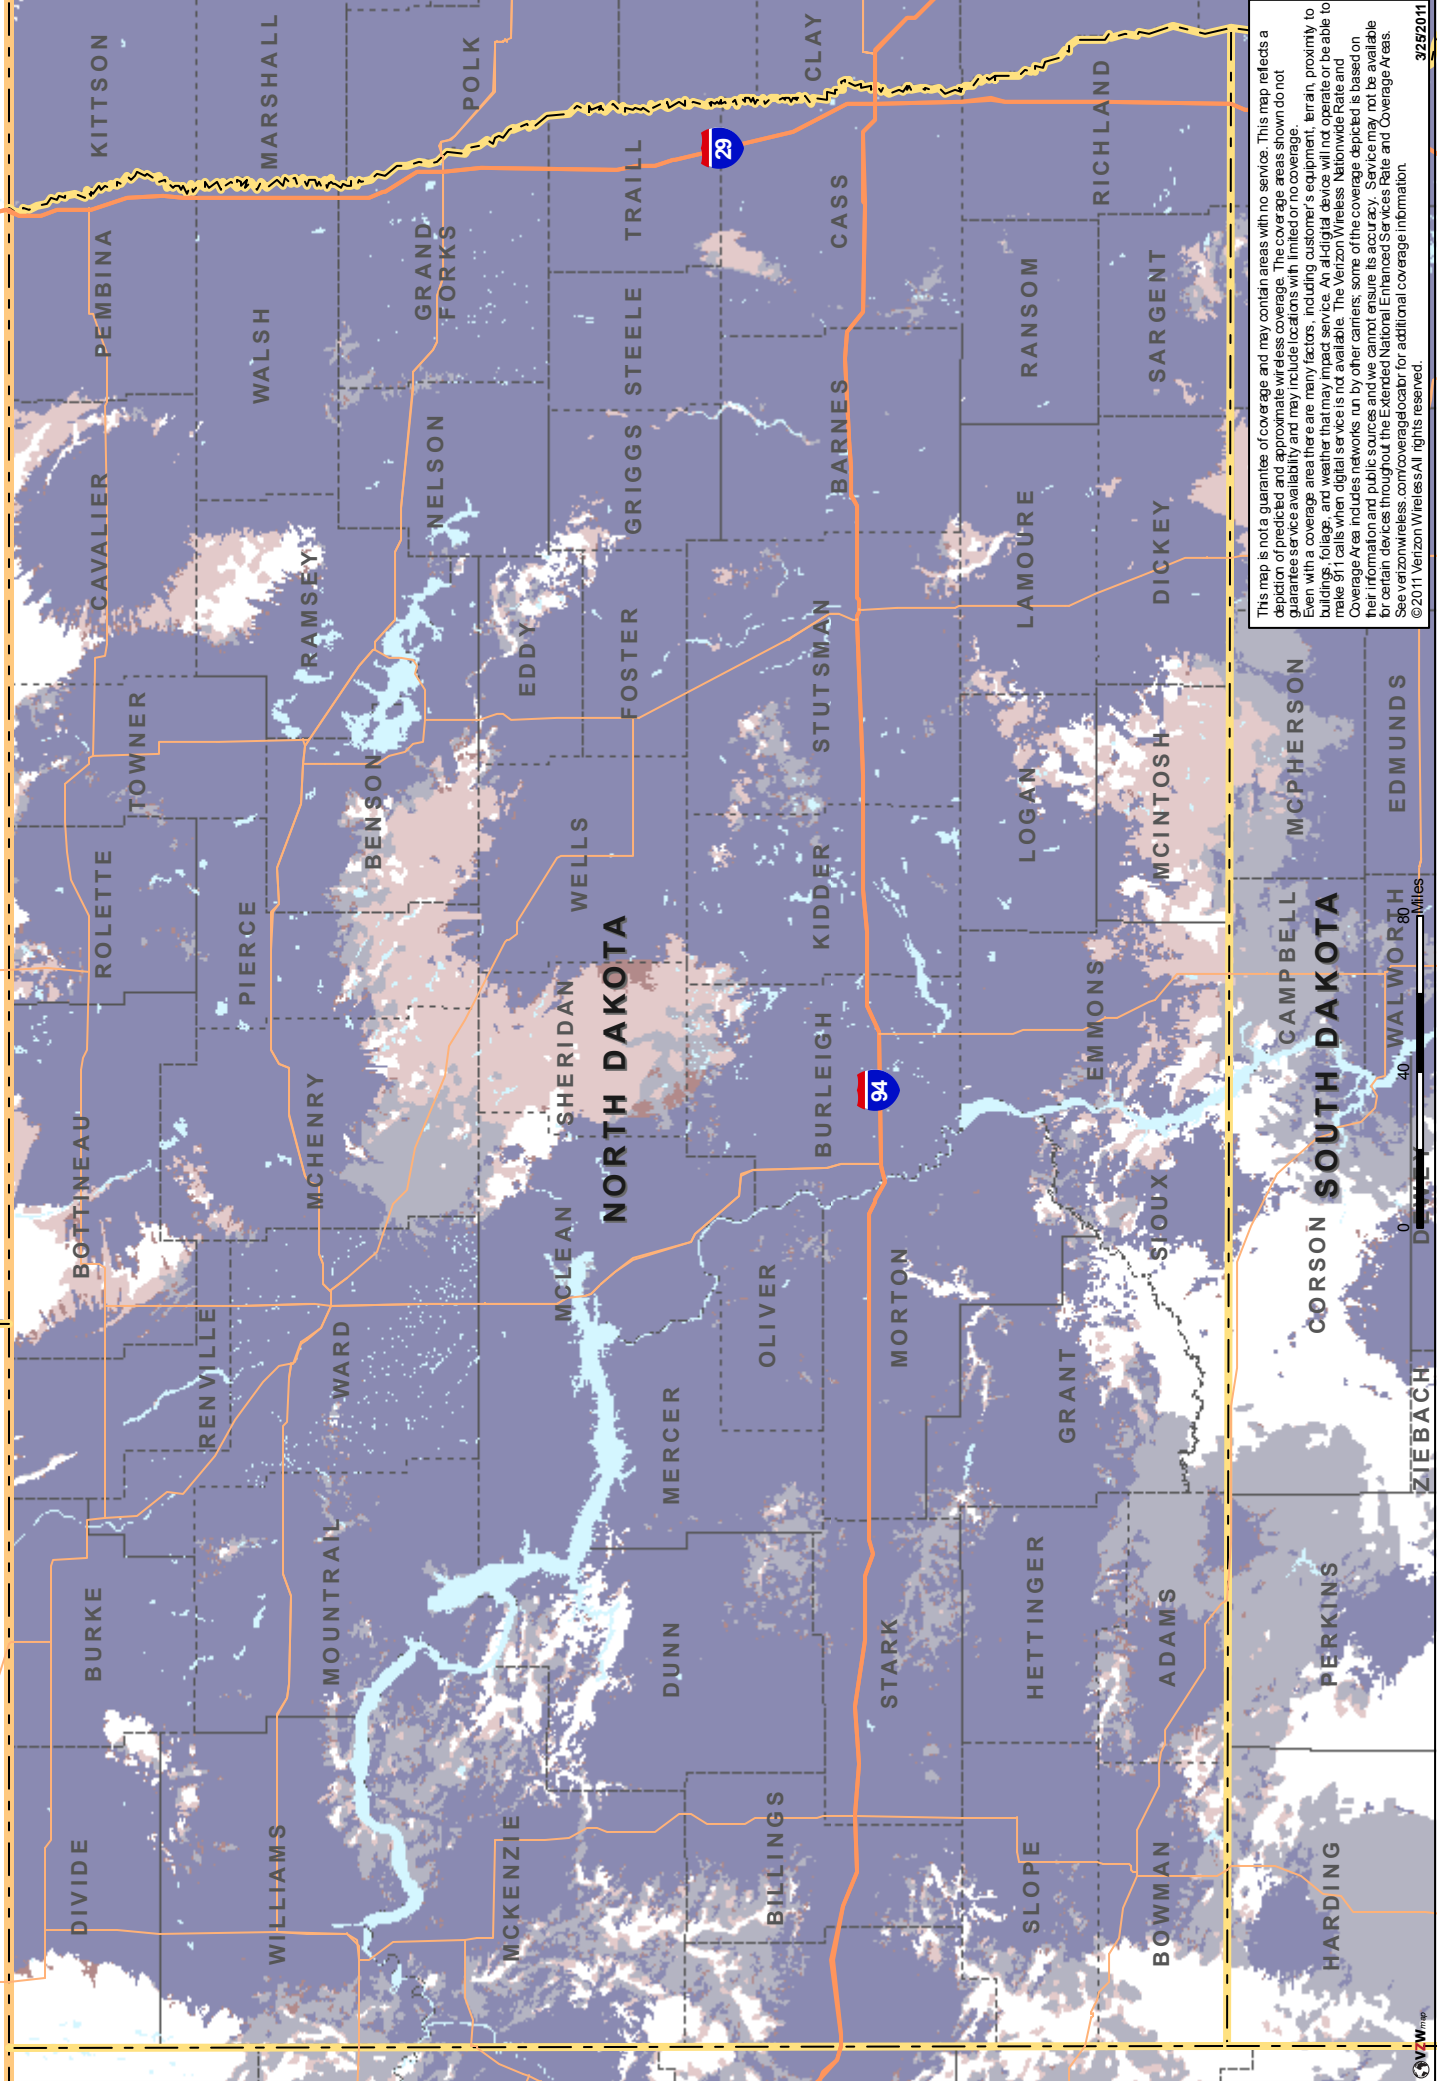 KITTSON
MARSHALL
POLK
CLAY
29
PEMBINA
WALSH
GRAND
FORKS
TRAILL
CASS
RICHLAND
CAVALIER
NELSON
STEELE
GRIGGS
BARNES
RANSOM
SARGENT
RAMSEY
EDDY
FOSTER
STUTSMAN
LAMOURE
DICKEY
TOWNER
BENSON
WELLS
KIDDER
LOGAN
MCINTOSH
MCPHERSON
EDMUNDS
ROLETTE
PIERCE
SHERIDAN
NORTH DAKOTA
BURLEIGH
94
EMMONS
CAMPBELL
WALWORTH
BOTTINEAU
MCHENRY
MCLEAN
OLIVER
MORTON
SIOUX
CORSON
SOUTH DAKOTA
RENVILLE
WARD
MERCER
GRANT
ZIEBACH
BURKE
MOUNTRAIL
DUNN
STARK
HETTINGER
ADAMS
PERKINS
DIVIDE
WILLIAMS
MCKENZIE
BILLINGS
SLOPE
BOWMAN
HARDING
0 40 80
Miles
This map is not a guarantee of coverage and may contain areas with no service. This map reflects a
depiction of predicted and approximate wireless coverage. The coverage areas shown do not
guarantee service availability and may include locations with limited or no coverage.
Even with a coverage area there are many factors, including customer's equipment, terrain, proximity to
buildings, foliage, and weather that may impact service. An all-digital device will not operate or be able to
make 911 calls when digital service is not available. The Verizon Wireless Nationwide Rate and
Coverage Area includes networks run by other carriers; some of the coverage depicted is based on
their information and public sources and we cannot ensure its accuracy. Service may not be available
for certain devices throughout the Extended National Enhanced Services Rate and Coverage Areas.
See verizonwireless.com/coveragelocator for additional coverage information.
©2011 Verizon Wireless All rights reserved.
3/25/2011
vzwmap